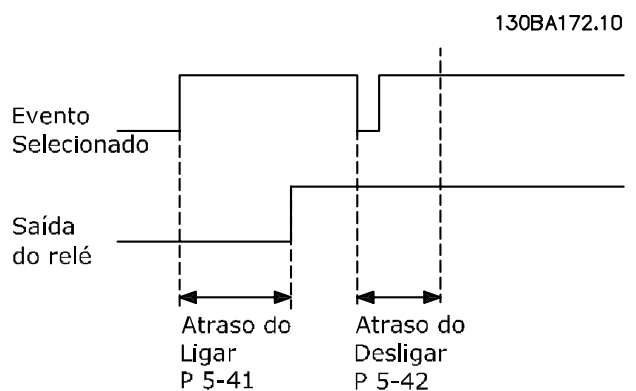 130BA172.10
Evento
Selecionado
Saída
do relé
Atraso do
Ligar
P 5-41
Atraso do
Desligar
P 5-42